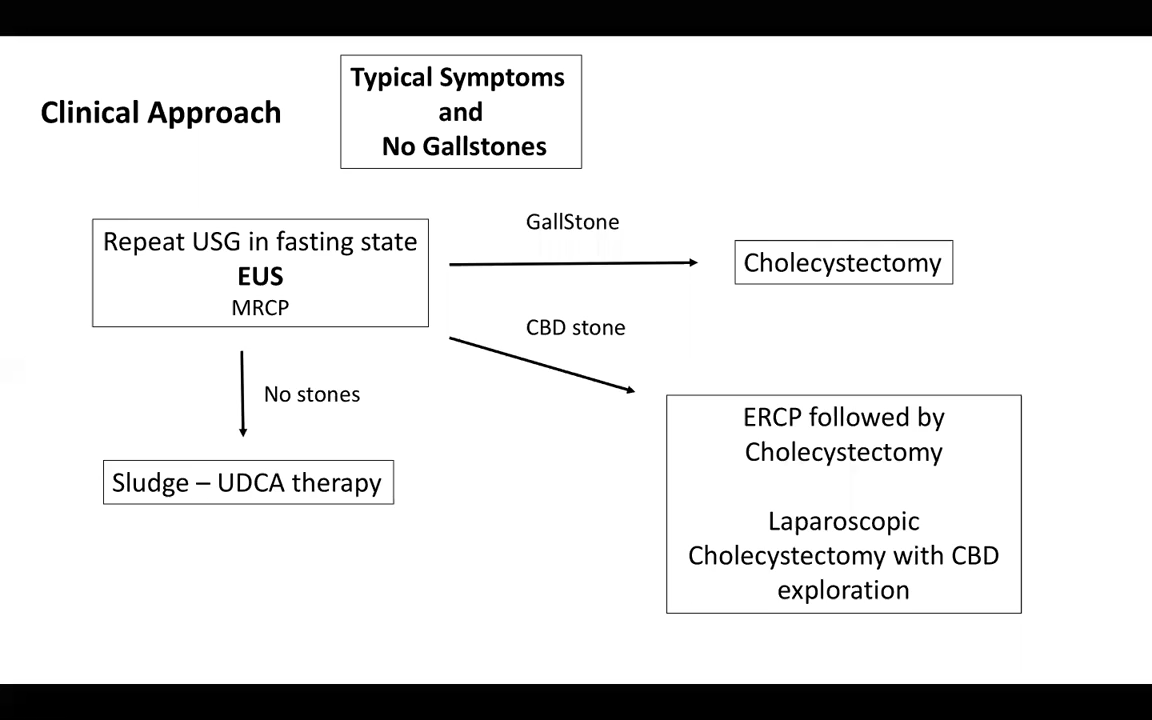 Clinical Approach
Typical Symptoms
and
No Gallstones
Repeat USG in fasting state
EUS
MRCP
GallStone
Cholecystectomy
CBD stone
No stones
ERCP followed by
Cholecystectomy
Laparoscopic
Cholecystectomy with CBD
exploration
Sludge – UDCA therapy